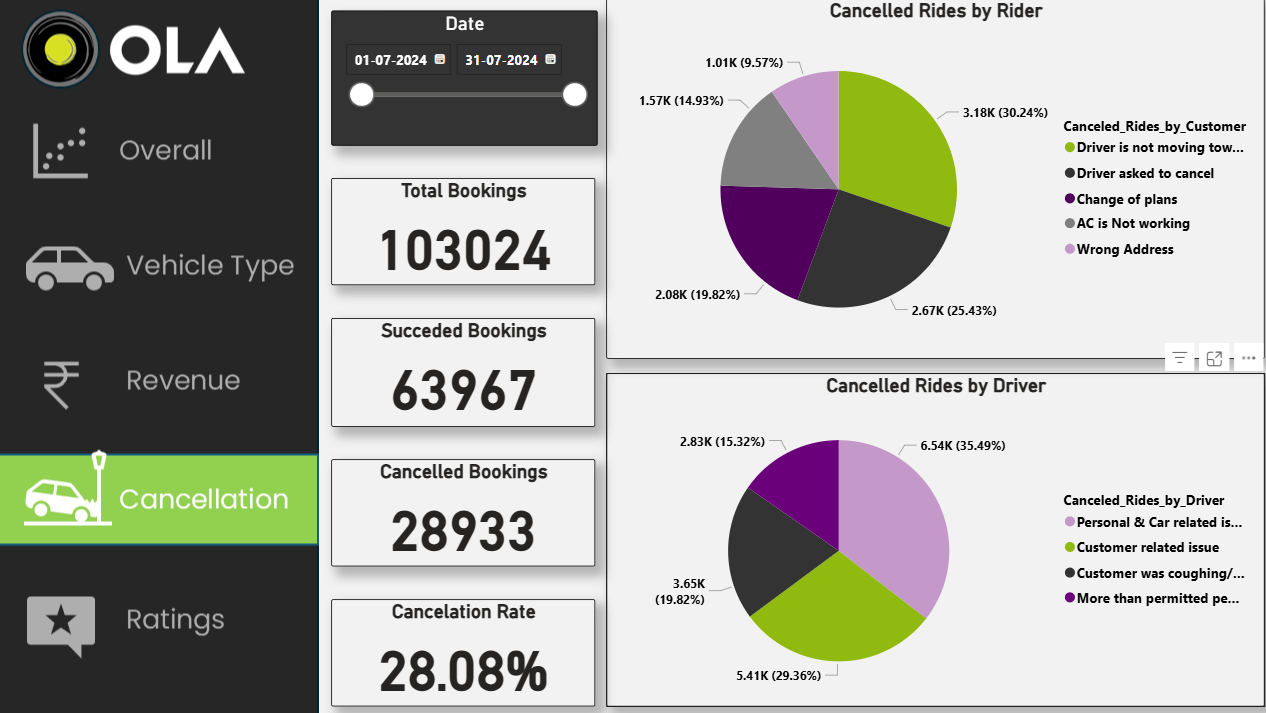 OLA
Overall
Vehicle Type
Revenue
Cancellation
Ratings
Date
01-07-2024 31-07-2024
Total Bookings
103024
Succeded Bookings
63967
Cancelled Bookings
28933
Cancelation Rate
28.08%
Cancelled Rides by Rider
1.01K (9.57%)
1.57K (14.93%)
3.18K (30.24%)
2.08K (19.82%)
2.67K (25.43%)
Canceled_Rides_by_Customer
Driver is not moving tow...
Driver asked to cancel
Change of plans
AC is Not working
Wrong Address
Cancelled Rides by Driver
2.83K (15.32%)
6.54K (35.49%)
3.65K
(19.82%)
5.41K (29.36%)
Canceled_Rides_by_Driver
Personal & Car related is...
Customer related issue
Customer was coughing/...
More than permitted pe...